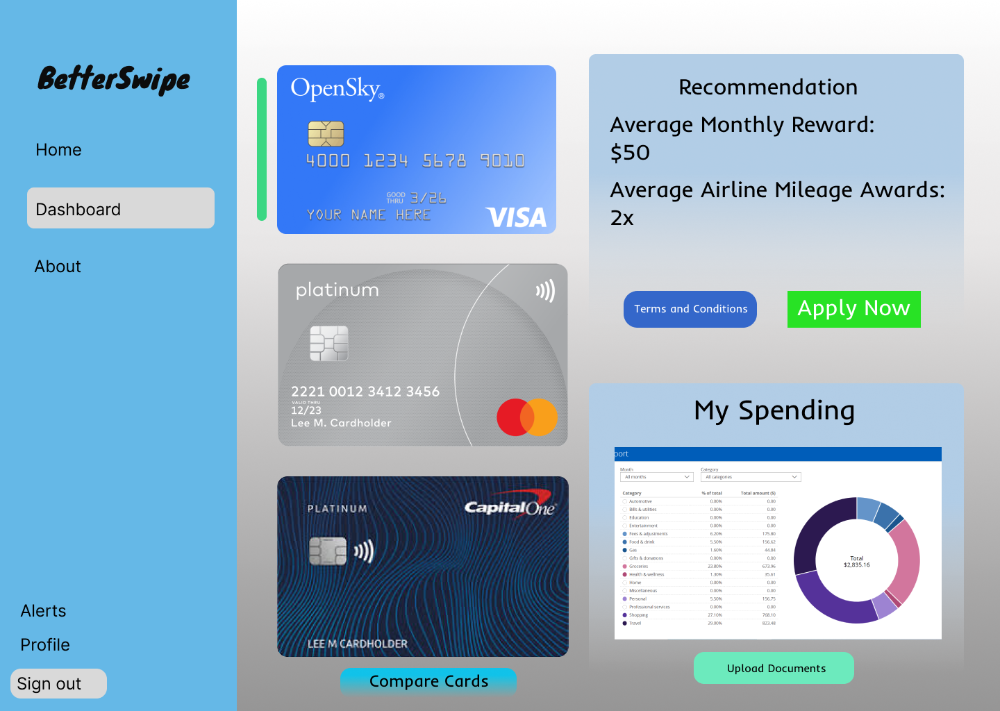 BetterSwipe
Home
Dashboard
About
Alerts
Profile
Sign out
OpenSky®
4000 1234 5678 9010
GOOD
THRU 3/26
YOUR NAME HERE
VISA
platinum
2221 0012 3412 3456
VALID THRU
12/23
Lee M. Cardholder
PLATINUM
CapitalOne
LEE M CARDHOLDER
Compare Cards
Recommendation
Average Monthly Reward:
$50
Average Airline Mileage Awards:
2x
Terms and Conditions
Apply Now
My Spending
port
Month Category
All months All categories
Category % of total Total amount ($)
Automotive 0.00% 0.00
Bills & utilities 0.00% 0.00
Education 0.00% 0.00
Entertainment 0.00% 0.00
Fees & adjustments 6.20% 175.80
Food & drink 5.50% 156.62
Gas 1.60% 44.84
Gifts & donations 0.00% 0.00
Groceries 23.80% 673.96
Health & wellness 1.30% 35.61
Home 0.00% 0.00
Miscellaneous 0.00% 0.00
Personal 5.50% 156.75
Professional services 0.00% 0.00
Shopping 27.10% 768.10
Travel 29.00% 823.48
Total
$2,835.16
Upload Documents